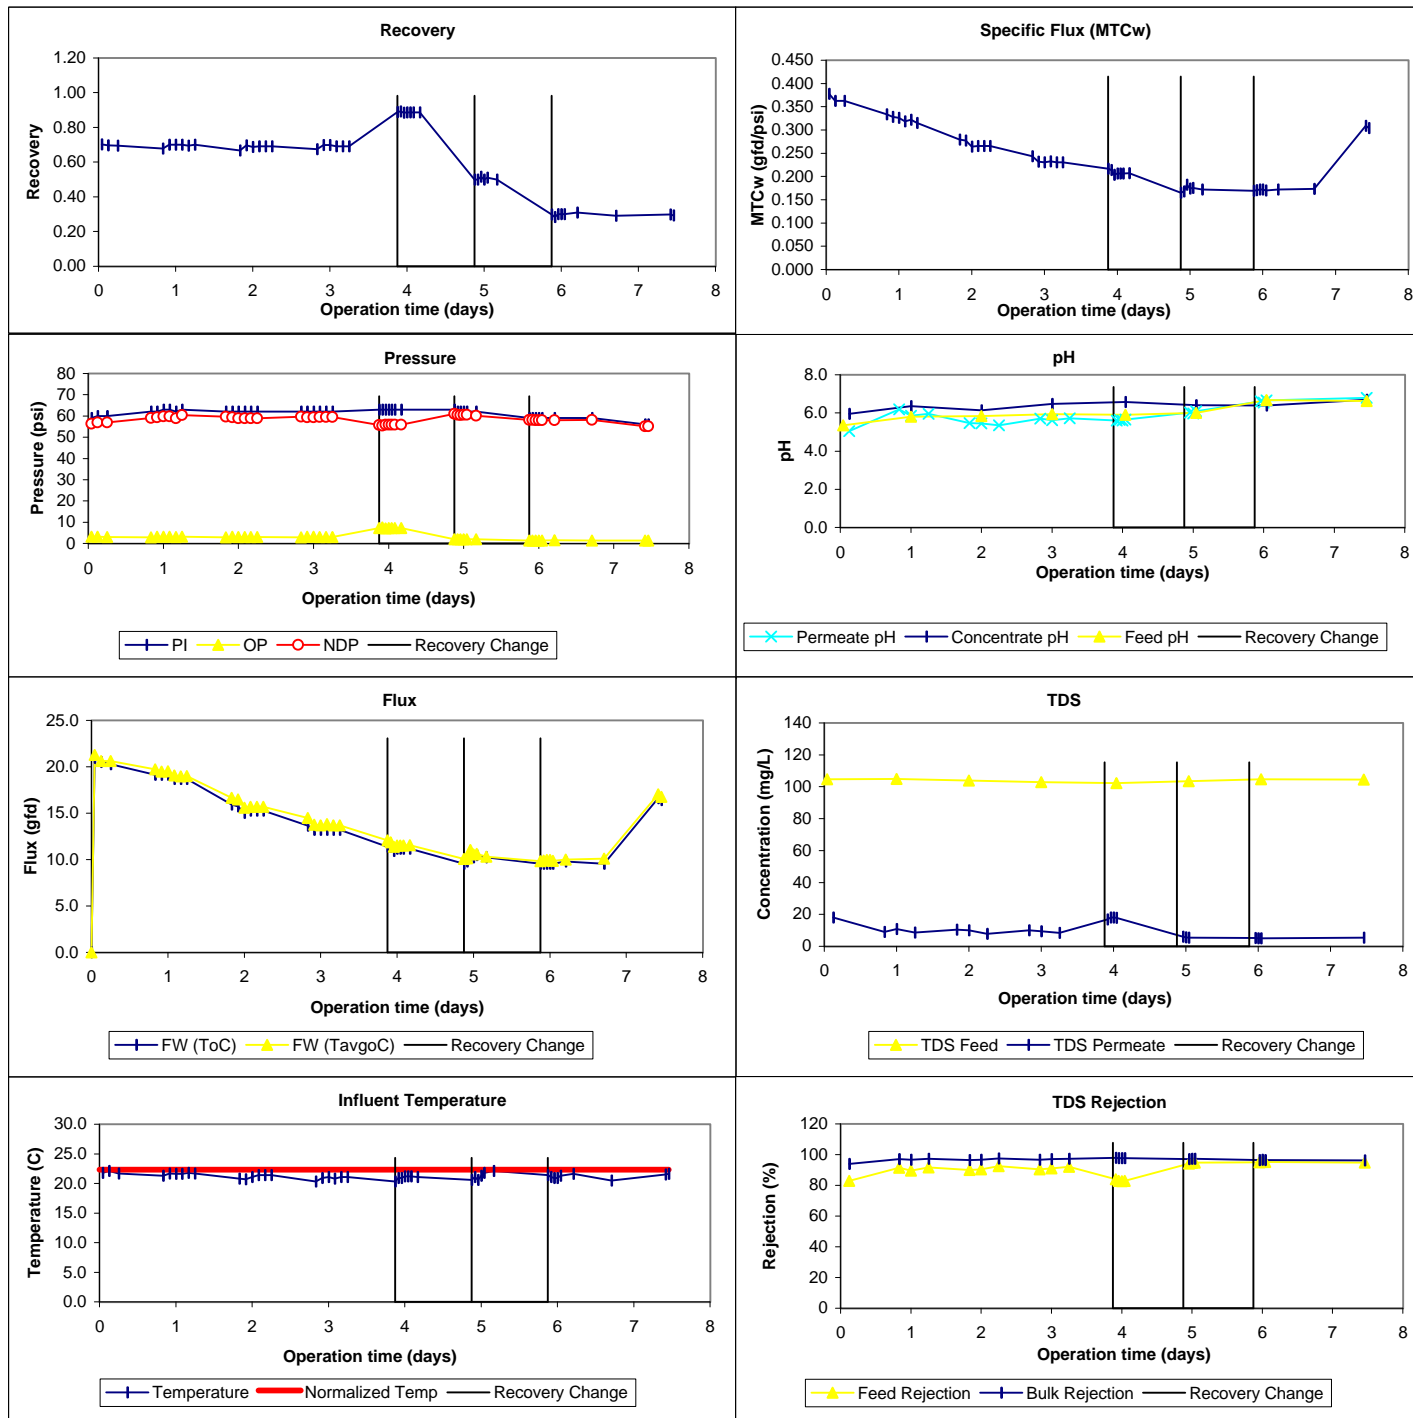 Recovery
1.20
1.00
0.80
0.60
0.40
0.20
0.00
Recovery
0 1 2 3 4 5 6 7 8
Operation time (days)
Specific Flux (MTCw)
0.450
0.400
0.350
0.300
0.250
0.200
0.150
0.100
0.050
0.000
MTCw (gfd/psi)
0 1 2 3 4 5 6 7 8
Operation time (days)
Pressure
80
70
60
50
40
30
20
10
0
Pressure (psi)
0 1 2 3 4 5 6 7 8
Operation time (days)
PI OP NDP Recovery Change
pH
8.0
6.0
4.0
2.0
0.0
pH
0 1 2 3 4 5 6 7 8
Operation time (days)
Permeate pH Concentrate pH Feed pH Recovery Change
Flux
25.0
20.0
15.0
10.0
5.0
0.0
Flux (gfd)
0 1 2 3 4 5 6 7 8
Operation time (days)
FW (ToC) FW (TavgoC) Recovery Change
TDS
140
120
100
80
60
40
20
0
Concentration (mg/L)
0 1 2 3 4 5 6 7 8
Operation time (days)
TDS Feed TDS Permeate Recovery Change
Influent Temperature
30.0
25.0
20.0
15.0
10.0
5.0
0.0
Temperature (C)
0 1 2 3 4 5 6 7 8
Operation time (days)
Temperature Normalized Temp Recovery Change
TDS Rejection
120
100
80
60
40
20
0
Rejection (%)
0 1 2 3 4 5 6 7 8
Operation time (days)
Feed Rejection Bulk Rejection Recovery Change